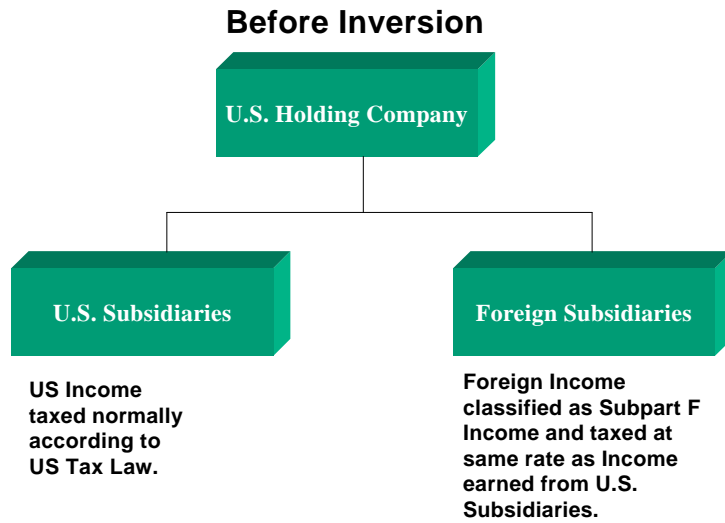 Before Inversion
U.S. Holding Company
U.S. Subsidiaries
Foreign Subsidiaries
US Income
taxed normally
according to
US Tax Law.
Foreign Income
classified as Subpart F
Income and taxed at
same rate as Income
earned from U.S.
Subsidiaries.